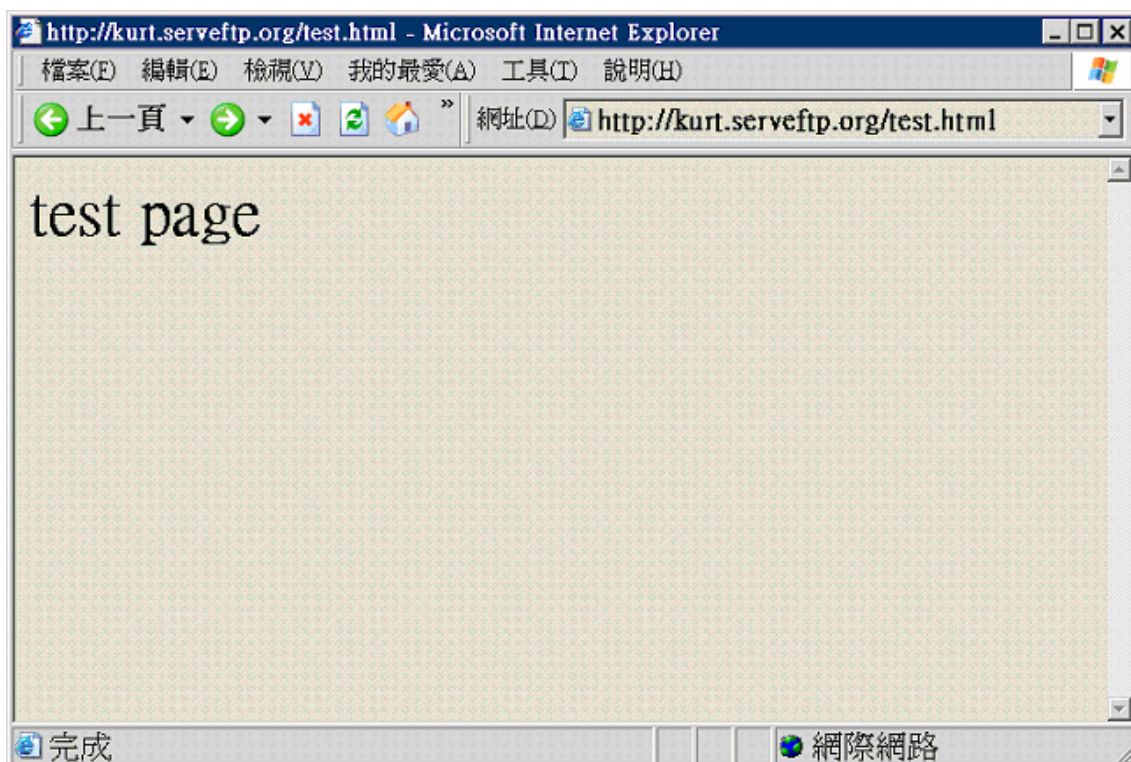 http://kurt.serveftp.org/test.html - Microsoft Internet Explorer
檔案(F) 編輯(E) 檢視(V) 我的最愛(A) 工具(T) 說明(H)
上一頁 » 網址(D) http://kurt.serveftp.org/test.html
test page
完成 網際網路